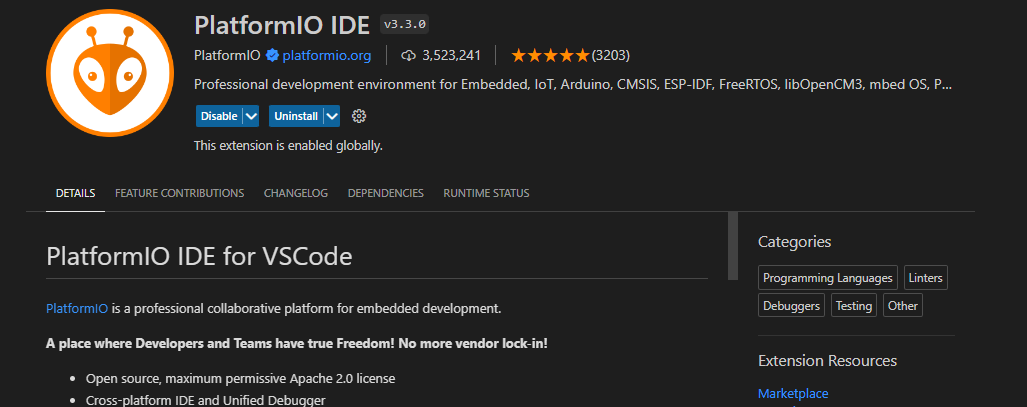 PlatformIO IDE v3.3.0
PlatformIO platformio.org 3,523,241 (3203)
Professional development environment for Embedded, IoT, Arduino, CMSIS, ESP-IDF, FreeRTOS, libOpenCM3, mbed OS, P...
Disable Uninstall
This extension is enabled globally.
DETAILS FEATURE CONTRIBUTIONS CHANGELOG DEPENDENCIES RUNTIME STATUS
PlatformIO IDE for VSCode
PlatformIO is a professional collaborative platform for embedded development.
A place where Developers and Teams have true Freedom! No more vendor lock-in!
• Open source, maximum permissive Apache 2.0 license
• Cross-platform IDE and Unified Debugger
Categories
Programming Languages Linters
Debuggers Testing Other
Extension Resources
Marketplace